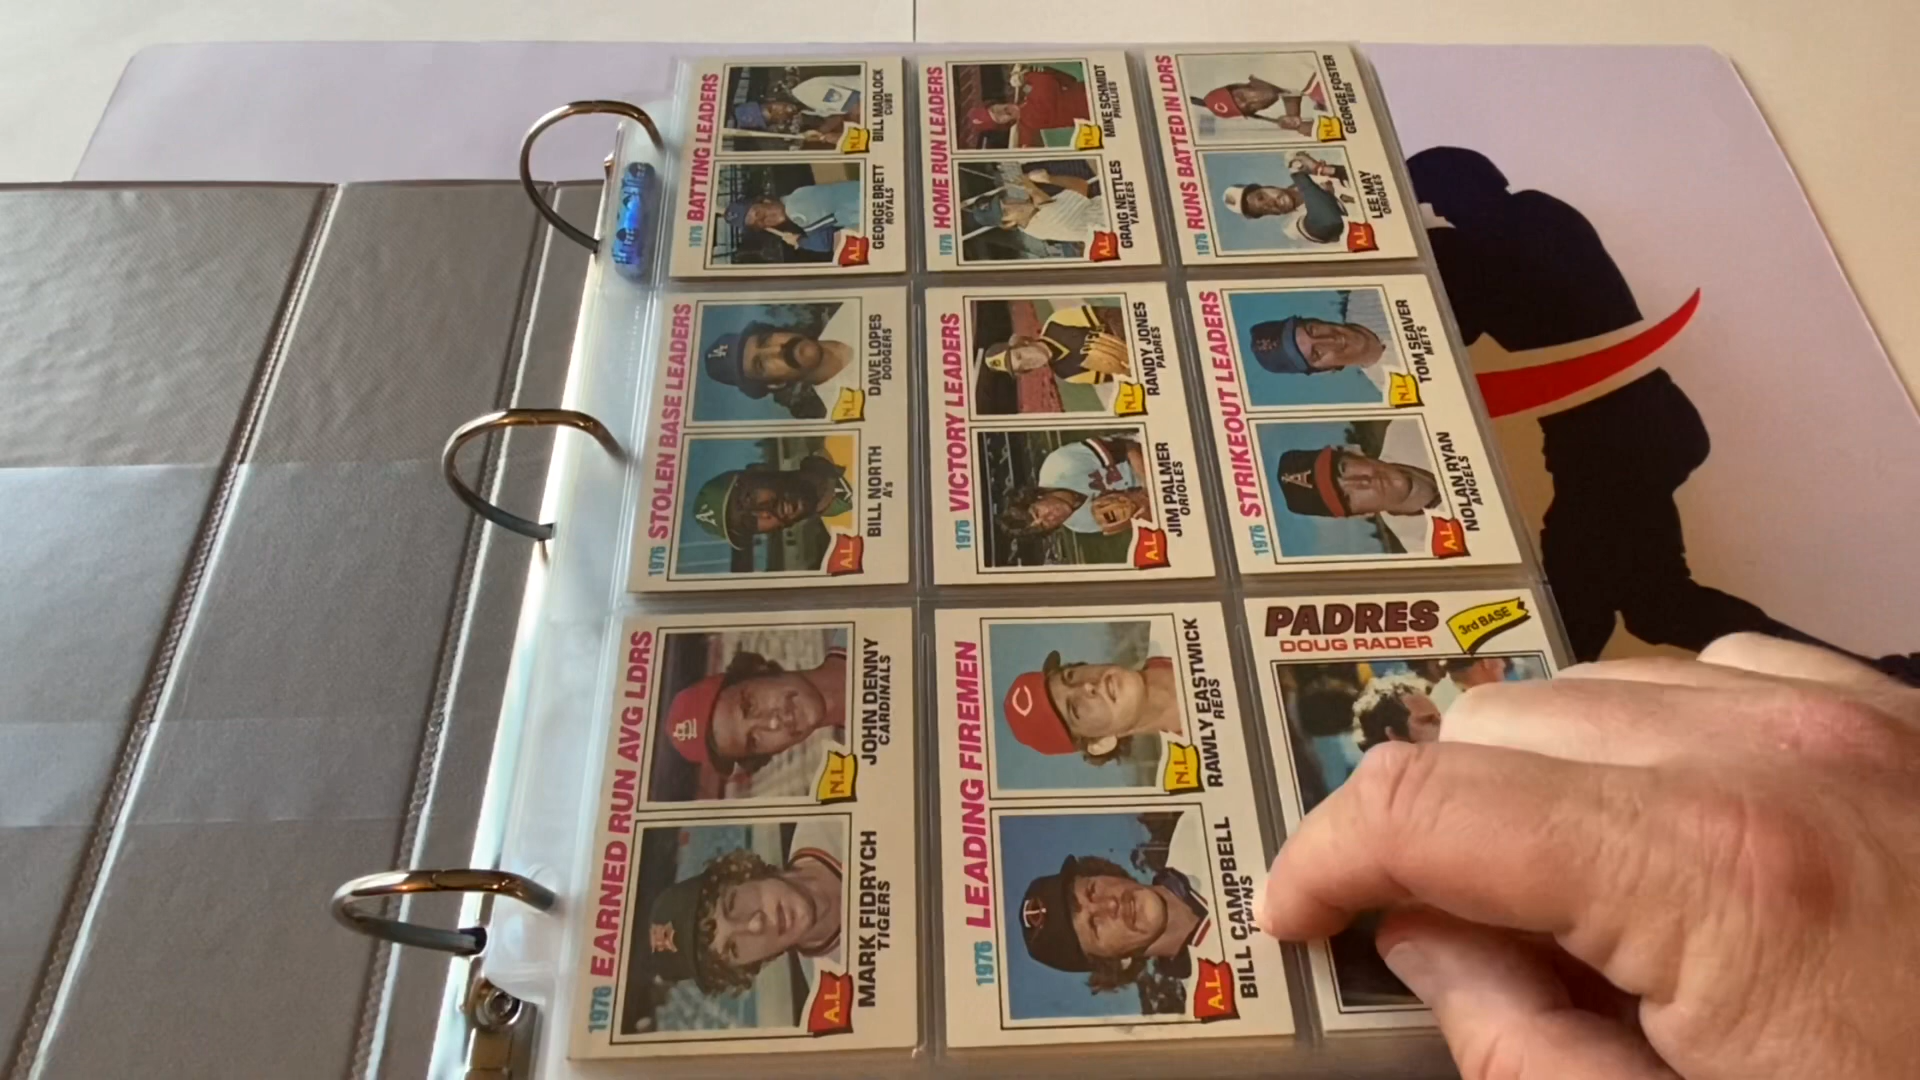 1976 BATTING LEADERS
GEORGE BRETT
ROYALS
BILL MADLOCK
CUBS
A.L.
N.L.
1976 HOME RUN LEADERS
GRAIG NETTLES
YANKEES
MIKE SCHMIDT
PHILLIES
A.L.
N.L.
1976 RUNS BATTED IN LDRS
LEE MAY
ORIOLES
GEORGE FOSTER
REDS
A.L.
N.L.
1976 STOLEN BASE LEADERS
BILL NORTH
A's
DAVE LOPES
DODGERS
A.L.
N.L.
1976 VICTORY LEADERS
JIM PALMER
ORIOLES
RANDY JONES
PADRES
A.L.
N.L.
1976 STRIKEOUT LEADERS
NOLAN RYAN
ANGELS
TOM SEAVER
METS
A.L.
N.L.
1976 EARNED RUN AVG LDRS
MARK FIDRYCH
TIGERS
JOHN DENNY
CARDINALS
A.L.
N.L.
1976 LEADING FIREMEN
BILL CAMPBELL
TWINS
RAWLY EASTWICK
REDS
A.L.
N.L.
PADRES
DOUG RADER
3rd BASE